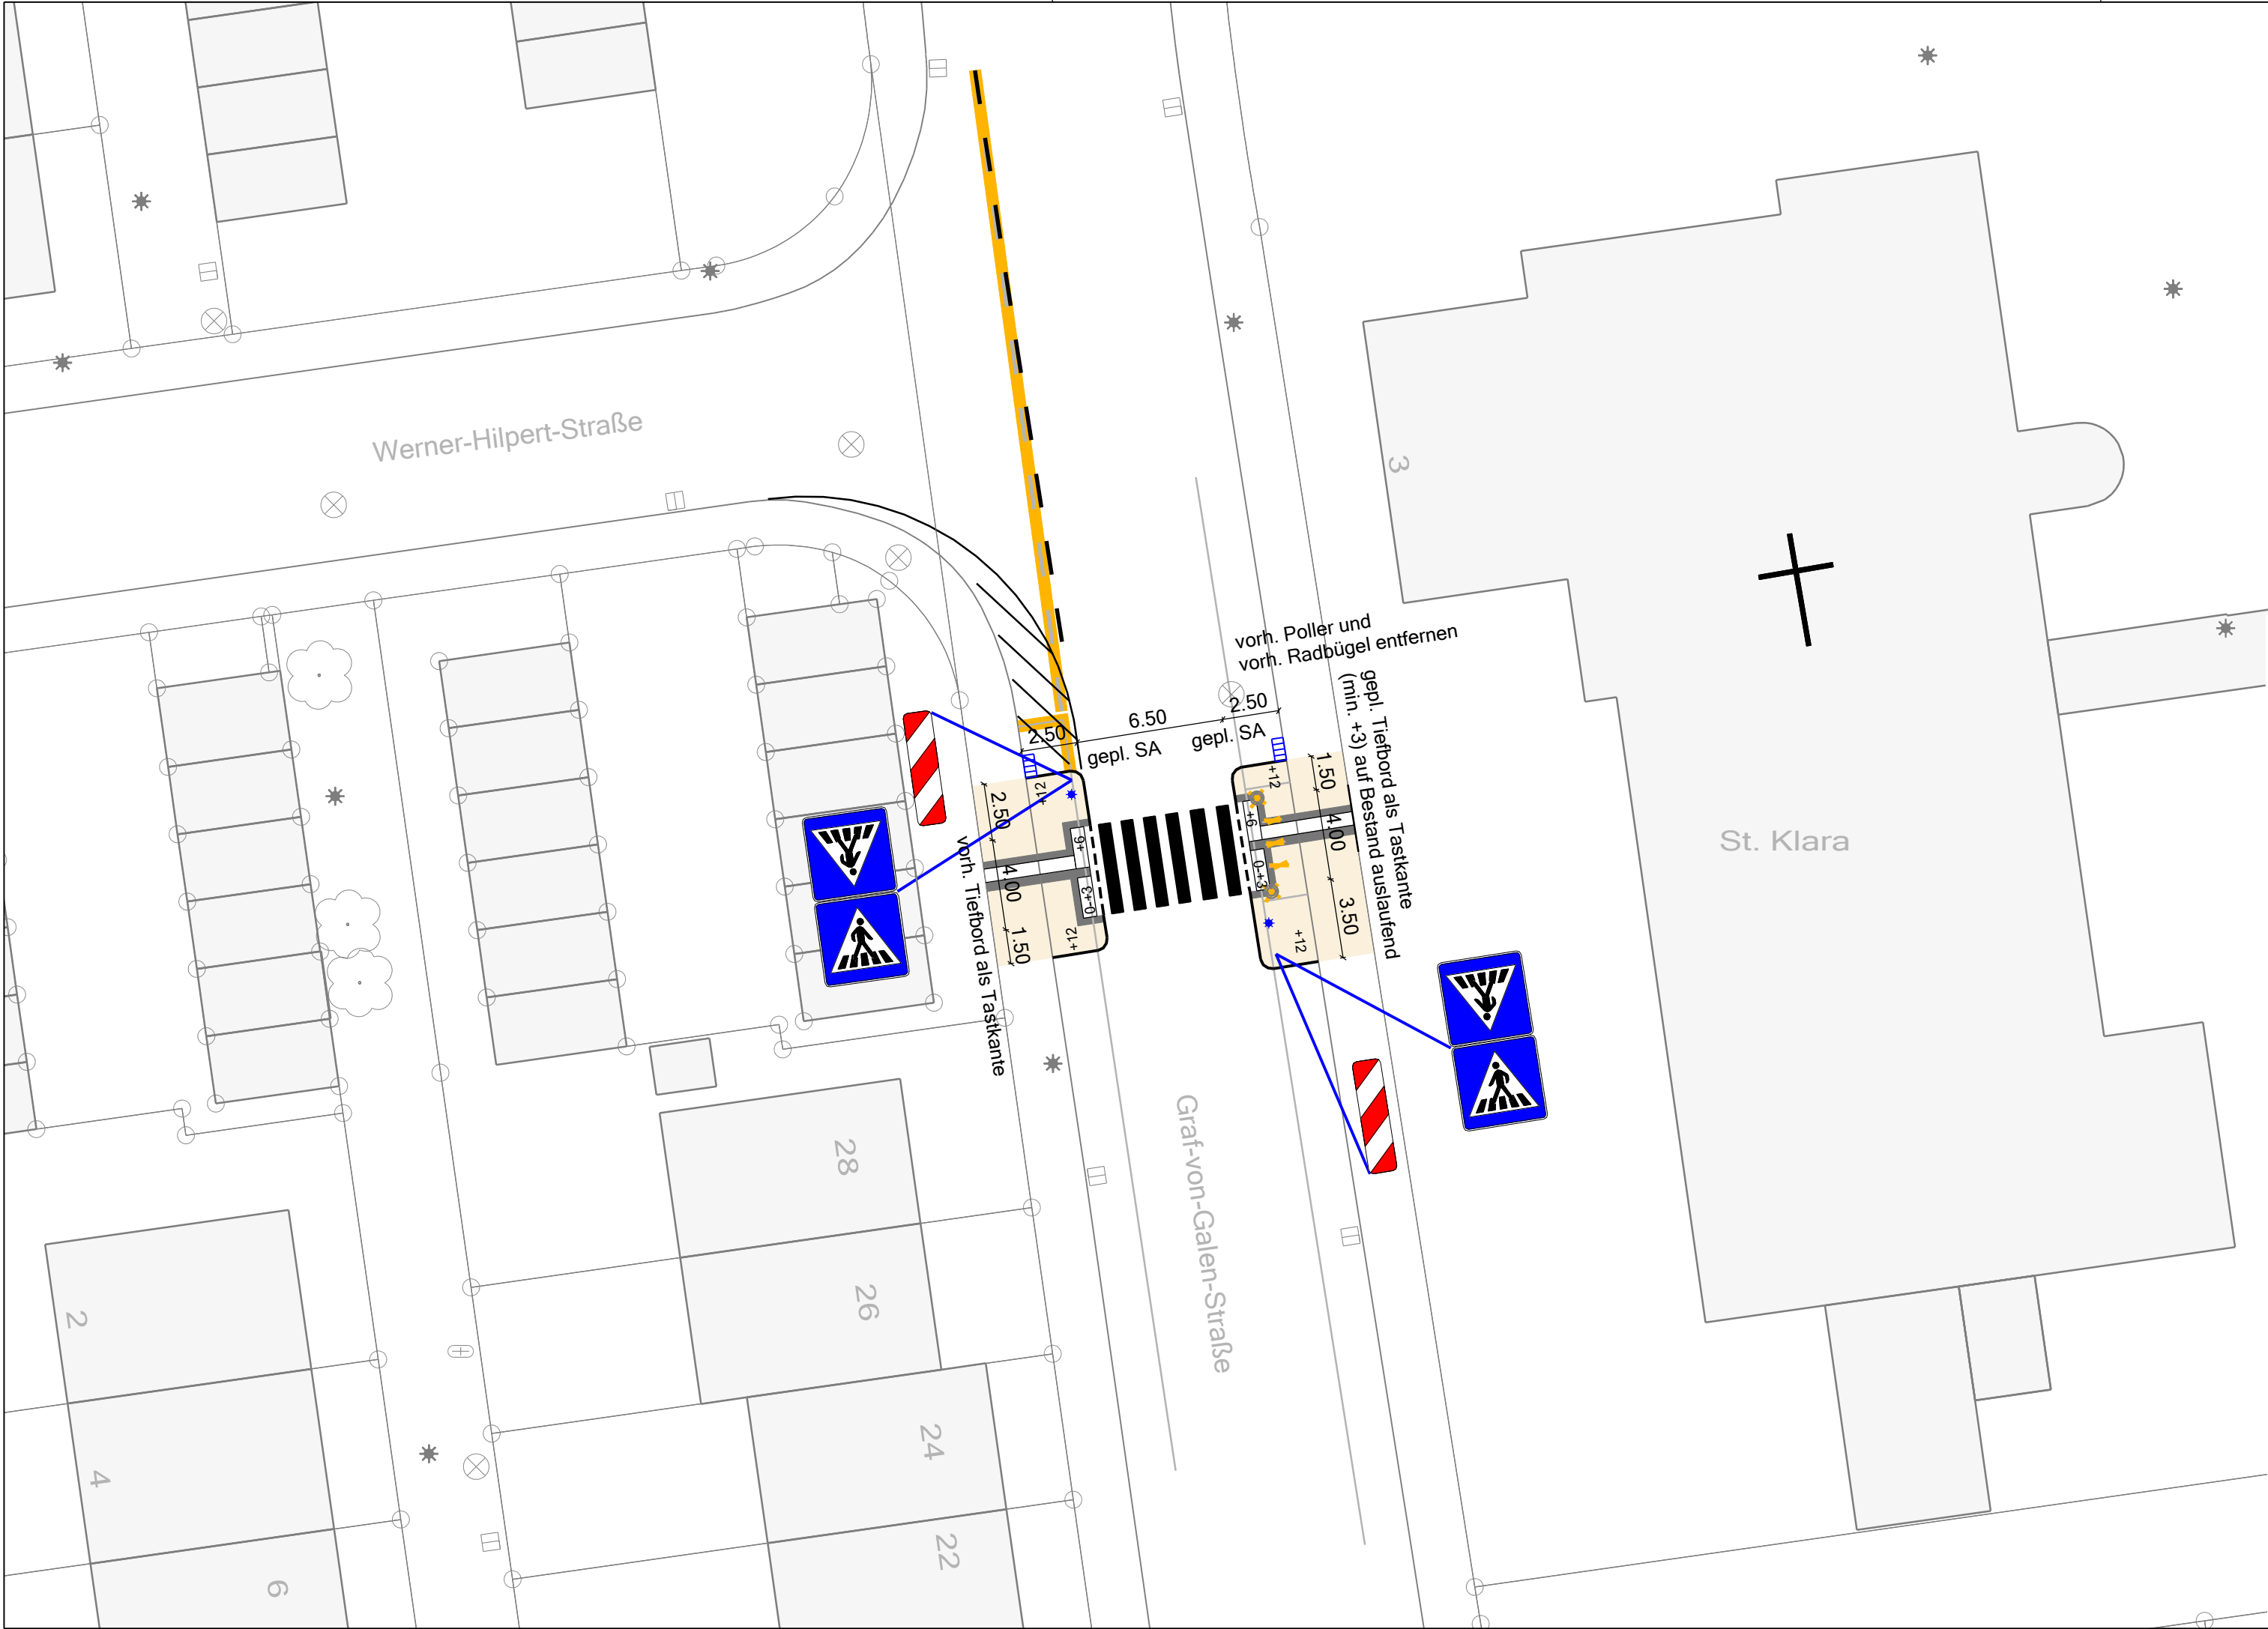 Werner-Hilpert-Straße
3
vorh. Poller und
vorh. Radbügel entfernen
gepl. Tiefbord als Tastkante
(min. +3) auf Bestand auslaufend
2.50
6.50
2.50
gepl. SA
gepl. SA
+12
+12
2.50
4.00
1.50
+6
0-+3
+12
1.50
4.00
3.50
+6
0-+3
+12
vorh. Tiefbord als Tastkante
St. Klara
Graf-von-Galen-Straße
28
26
24
22
2
4
6